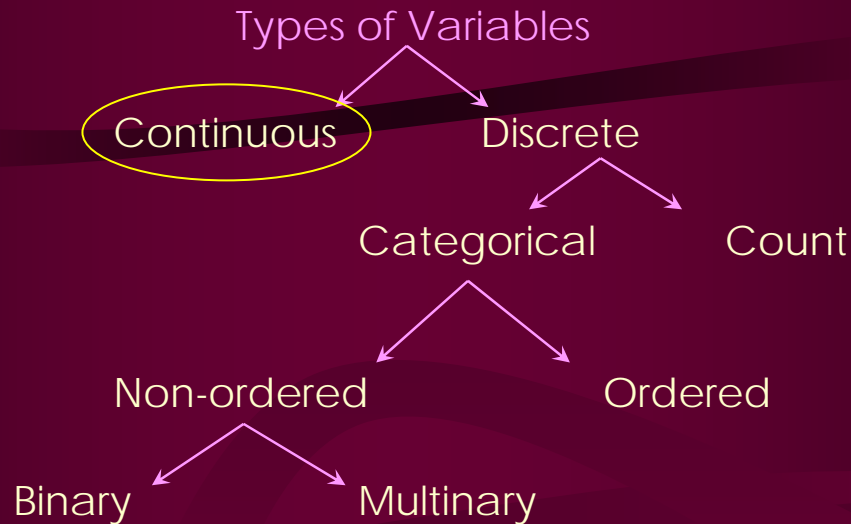 Types of Variables
Continuous Discrete
Categorical Count
Non-ordered Ordered
Binary Multinary